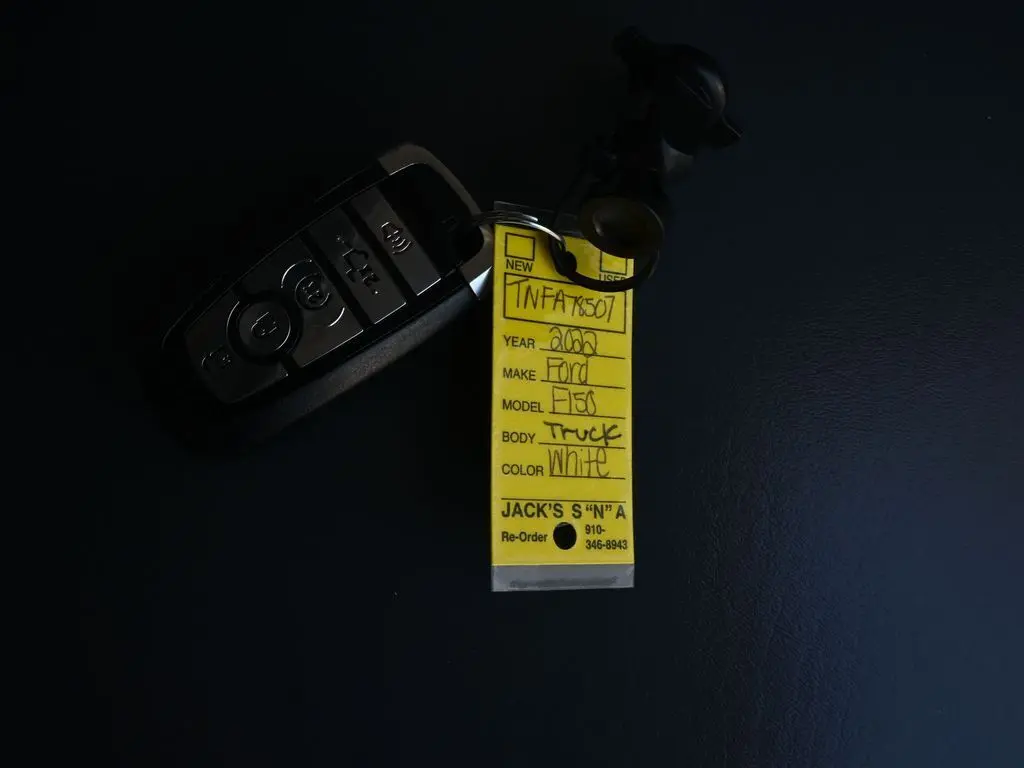 NEW USED
TNFA78507
YEAR 2022
MAKE Ford
MODEL F150
BODY Truck
COLOR White
JACK'S S "N" A
Re-Order 910-
346-8943